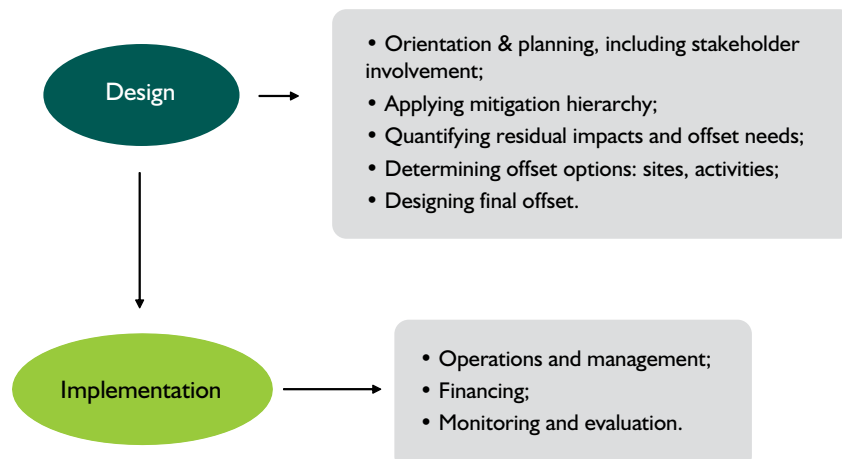 Design
• Orientation & planning, including stakeholder
involvement;
• Applying mitigation hierarchy;
• Quantifying residual impacts and offset needs;
• Determining offset options: sites, activities;
• Designing final offset.
Implementation
• Operations and management;
• Financing;
• Monitoring and evaluation.